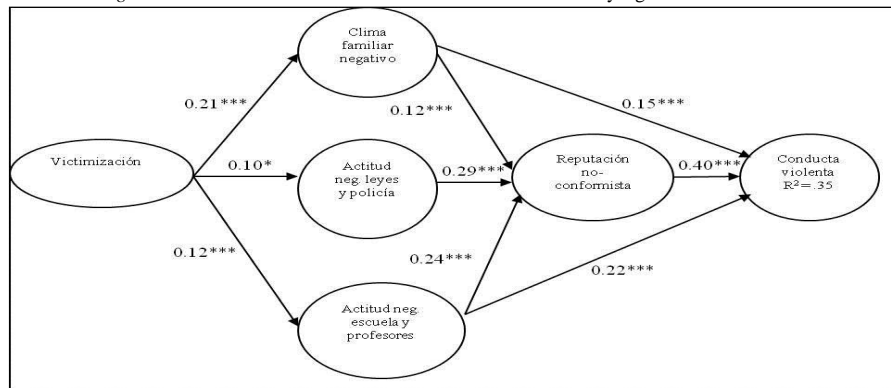 Clima
familiar
negativo
0.21***
0.12***
0.15***
Victimización
0.10*
Actitud
neg. leyes
y policía
0.29***
Reputación
no-
conformista
0.40***
Conducta
violenta
R²=.35
0.12***
0.24***
0.22***
Actitud neg.
escuela y
profesores